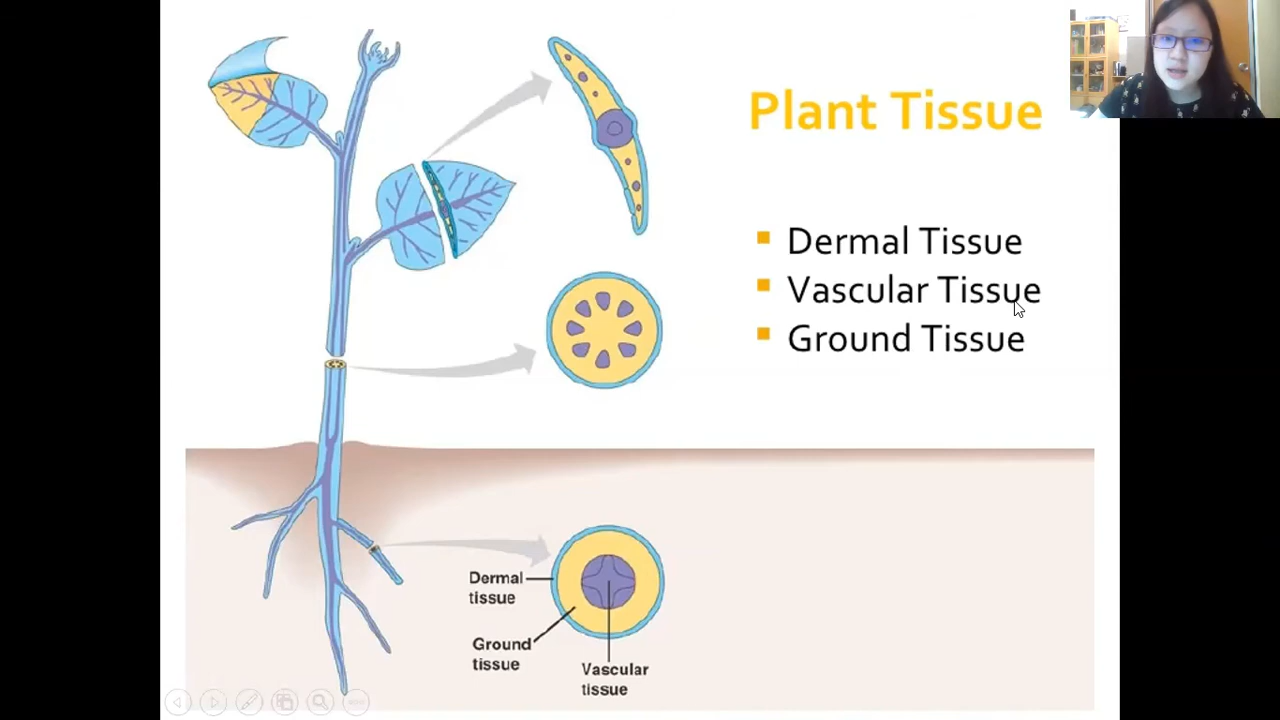 Plant Tissue
Dermal Tissue
Vascular Tissue
Ground Tissue
Dermal
tissue
Ground
tissue
Vascular
tissue